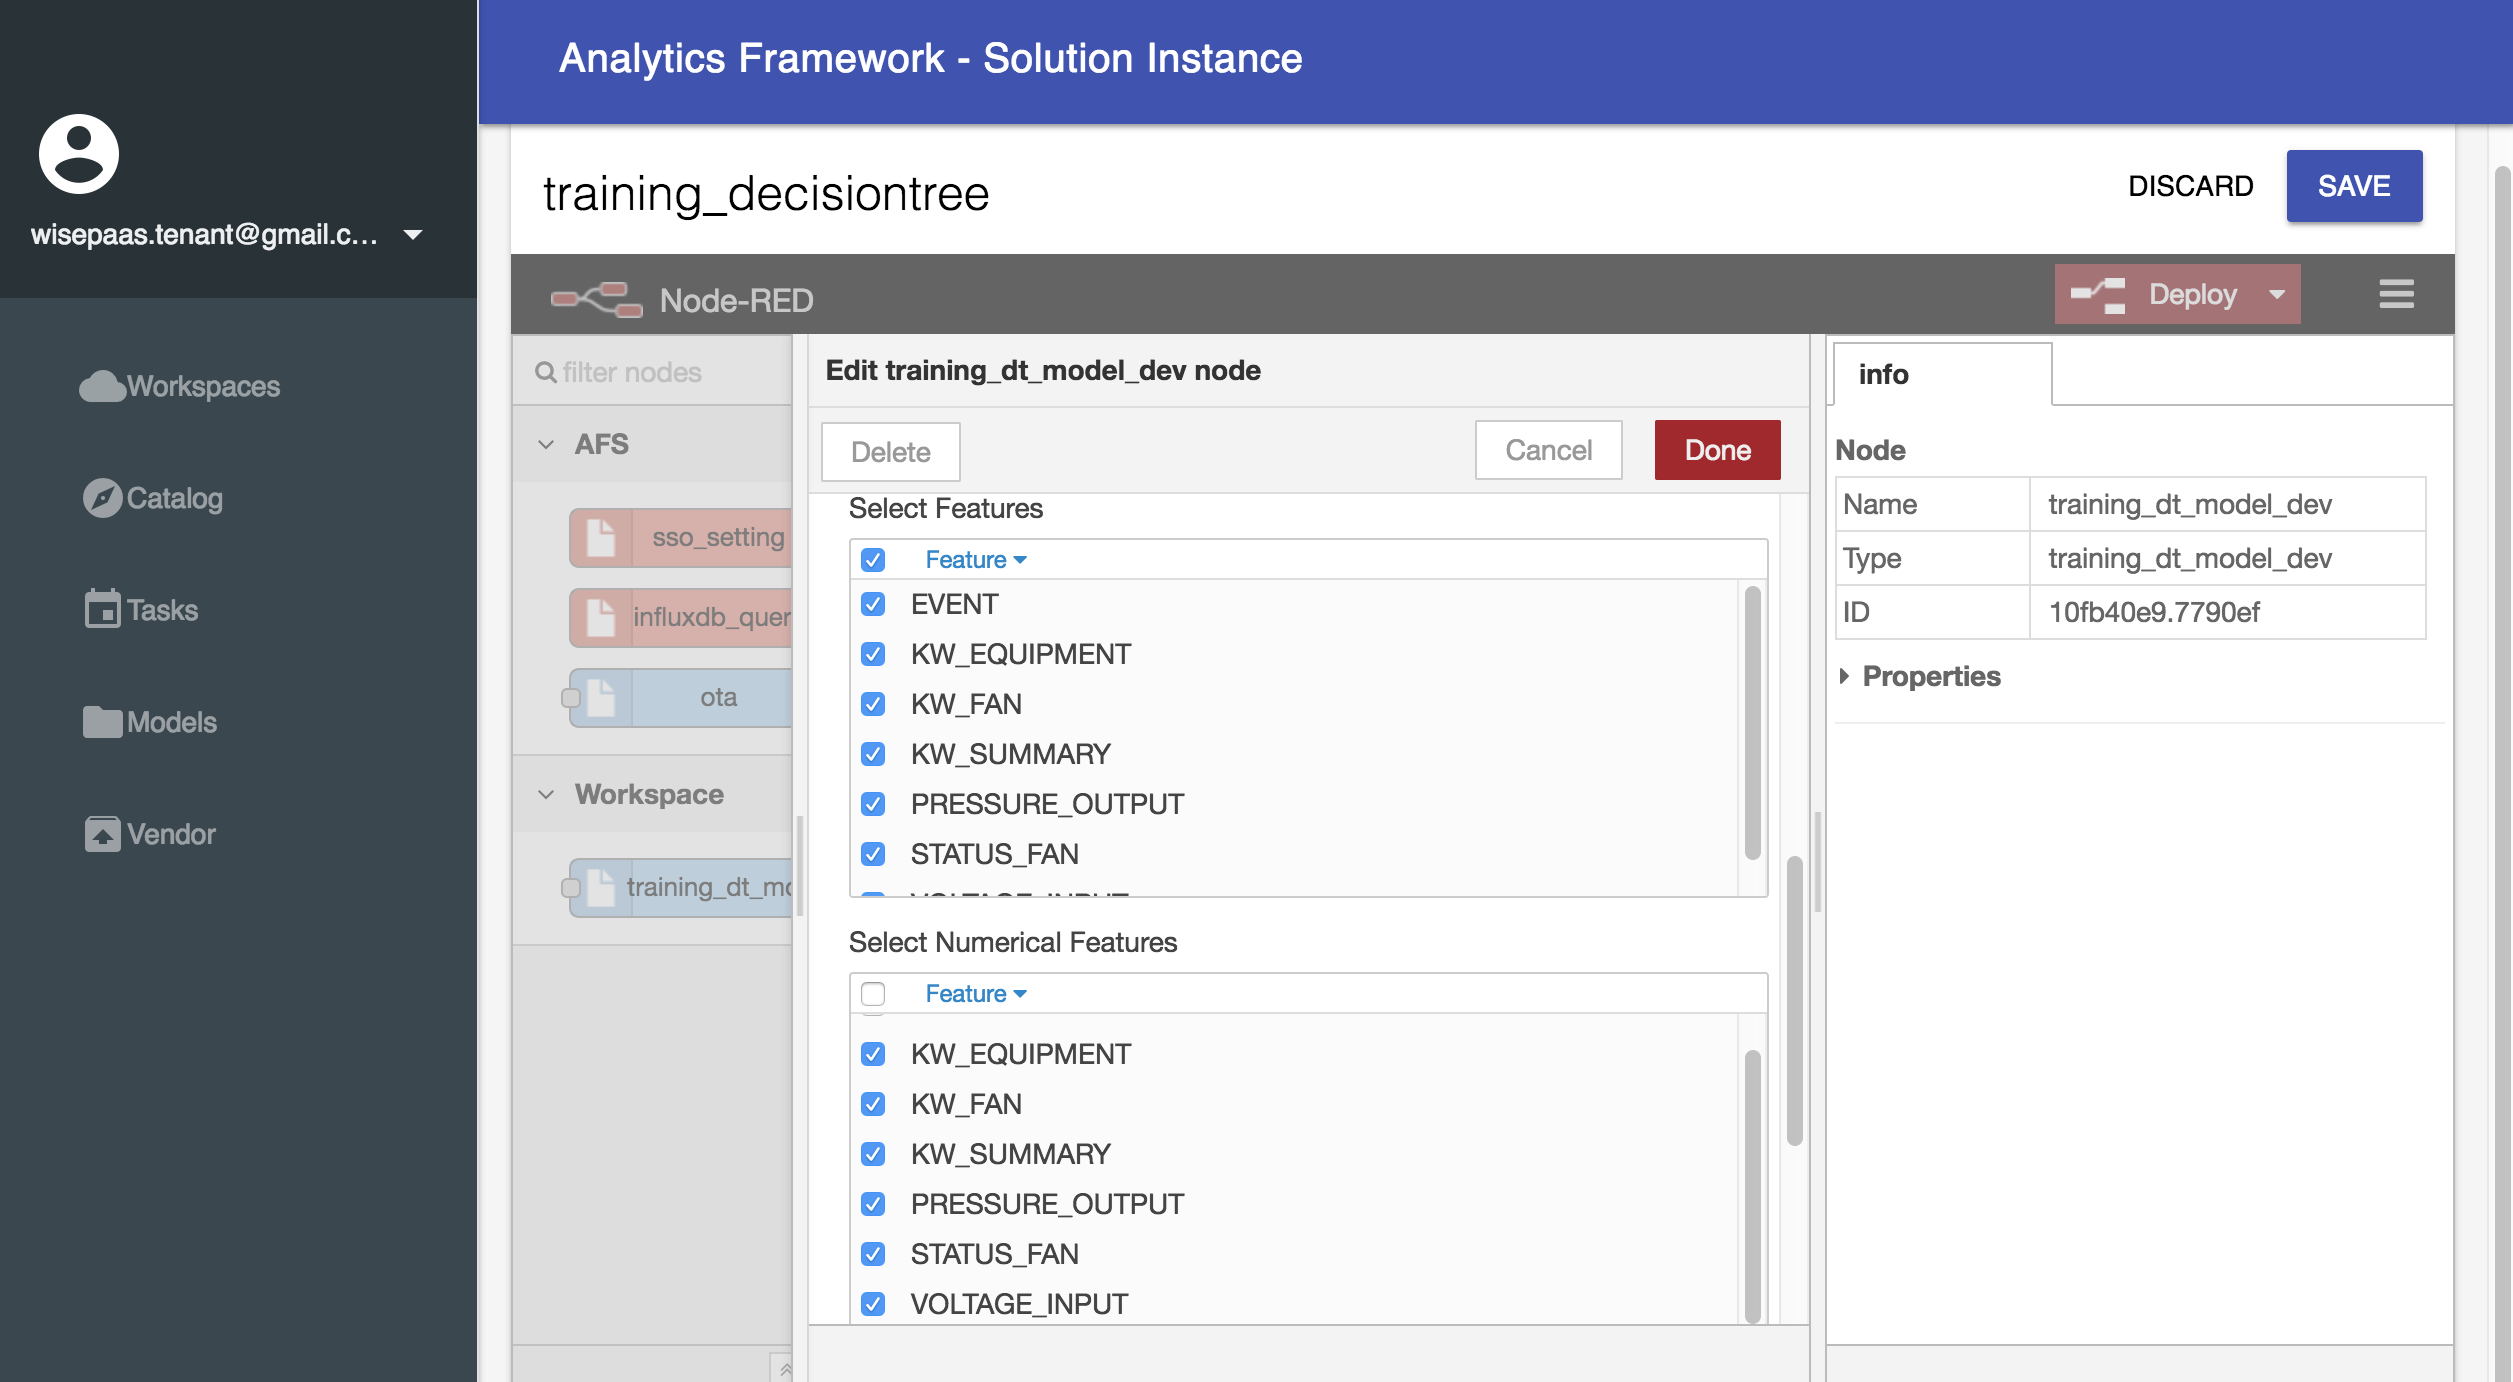 Analytics Framework - Solution Instance
wisepaas.tenant@gmail.c...
Workspaces
Catalog
Tasks
Models
Vendor
training_decisiontree
DISCARD
SAVE
Node-RED
Deploy
filter nodes
AFS
sso_setting
influxdb_quer
ota
Workspace
training_dt_mo
Edit training_dt_model_dev node
Delete
Cancel
Done
Select Features
Feature
EVENT
KW_EQUIPMENT
KW_FAN
KW_SUMMARY
PRESSURE_OUTPUT
STATUS_FAN
VOLTAGE_INPUT
Select Numerical Features
Feature
KW_EQUIPMENT
KW_FAN
KW_SUMMARY
PRESSURE_OUTPUT
STATUS_FAN
VOLTAGE_INPUT
info
Node
Name training_dt_model_dev
Type training_dt_model_dev
ID 10fb40e9.7790ef
Properties